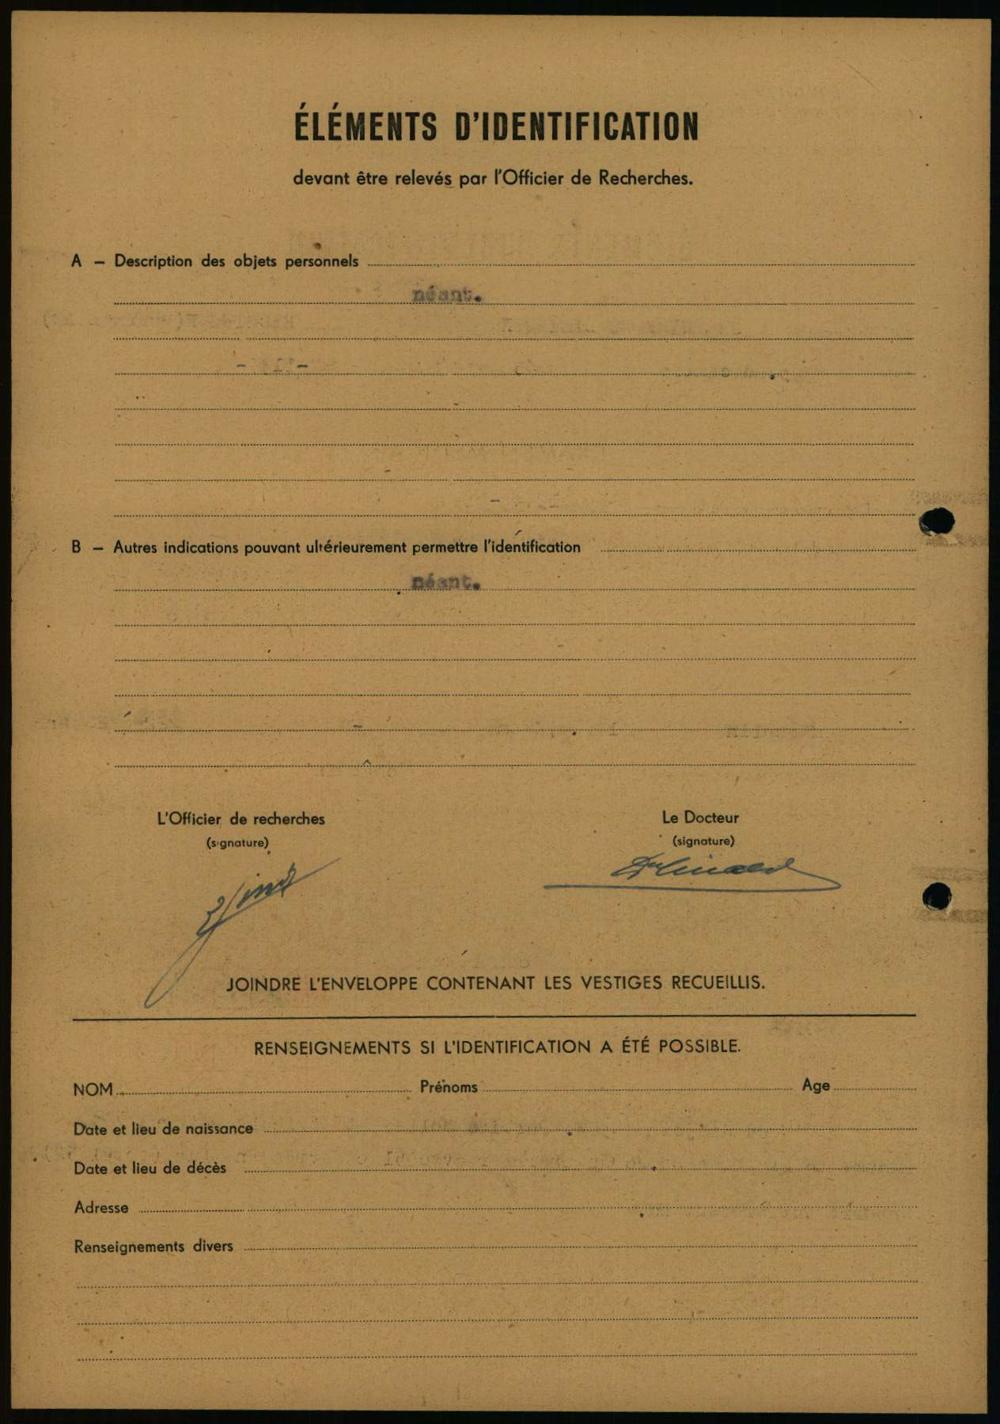 ÉLÉMENTS D'IDENTIFICATION
devant être relevés par l'Officier de Recherches.
A – Description des objets personnels
néant.
B – Autres indications pouvant ultérieurement permettre l'identification
néant.
L'Officier de recherches Le Docteur
(signature) (signature)
JOINDRE L'ENVELOPPE CONTENANT LES VESTIGES RECUEILLIS.
RENSEIGNEMENTS SI L'IDENTIFICATION A ÉTÉ POSSIBLE.
NOM Prénoms Age
Date et lieu de naissance
Date et lieu de décès
Adresse
Renseignements divers